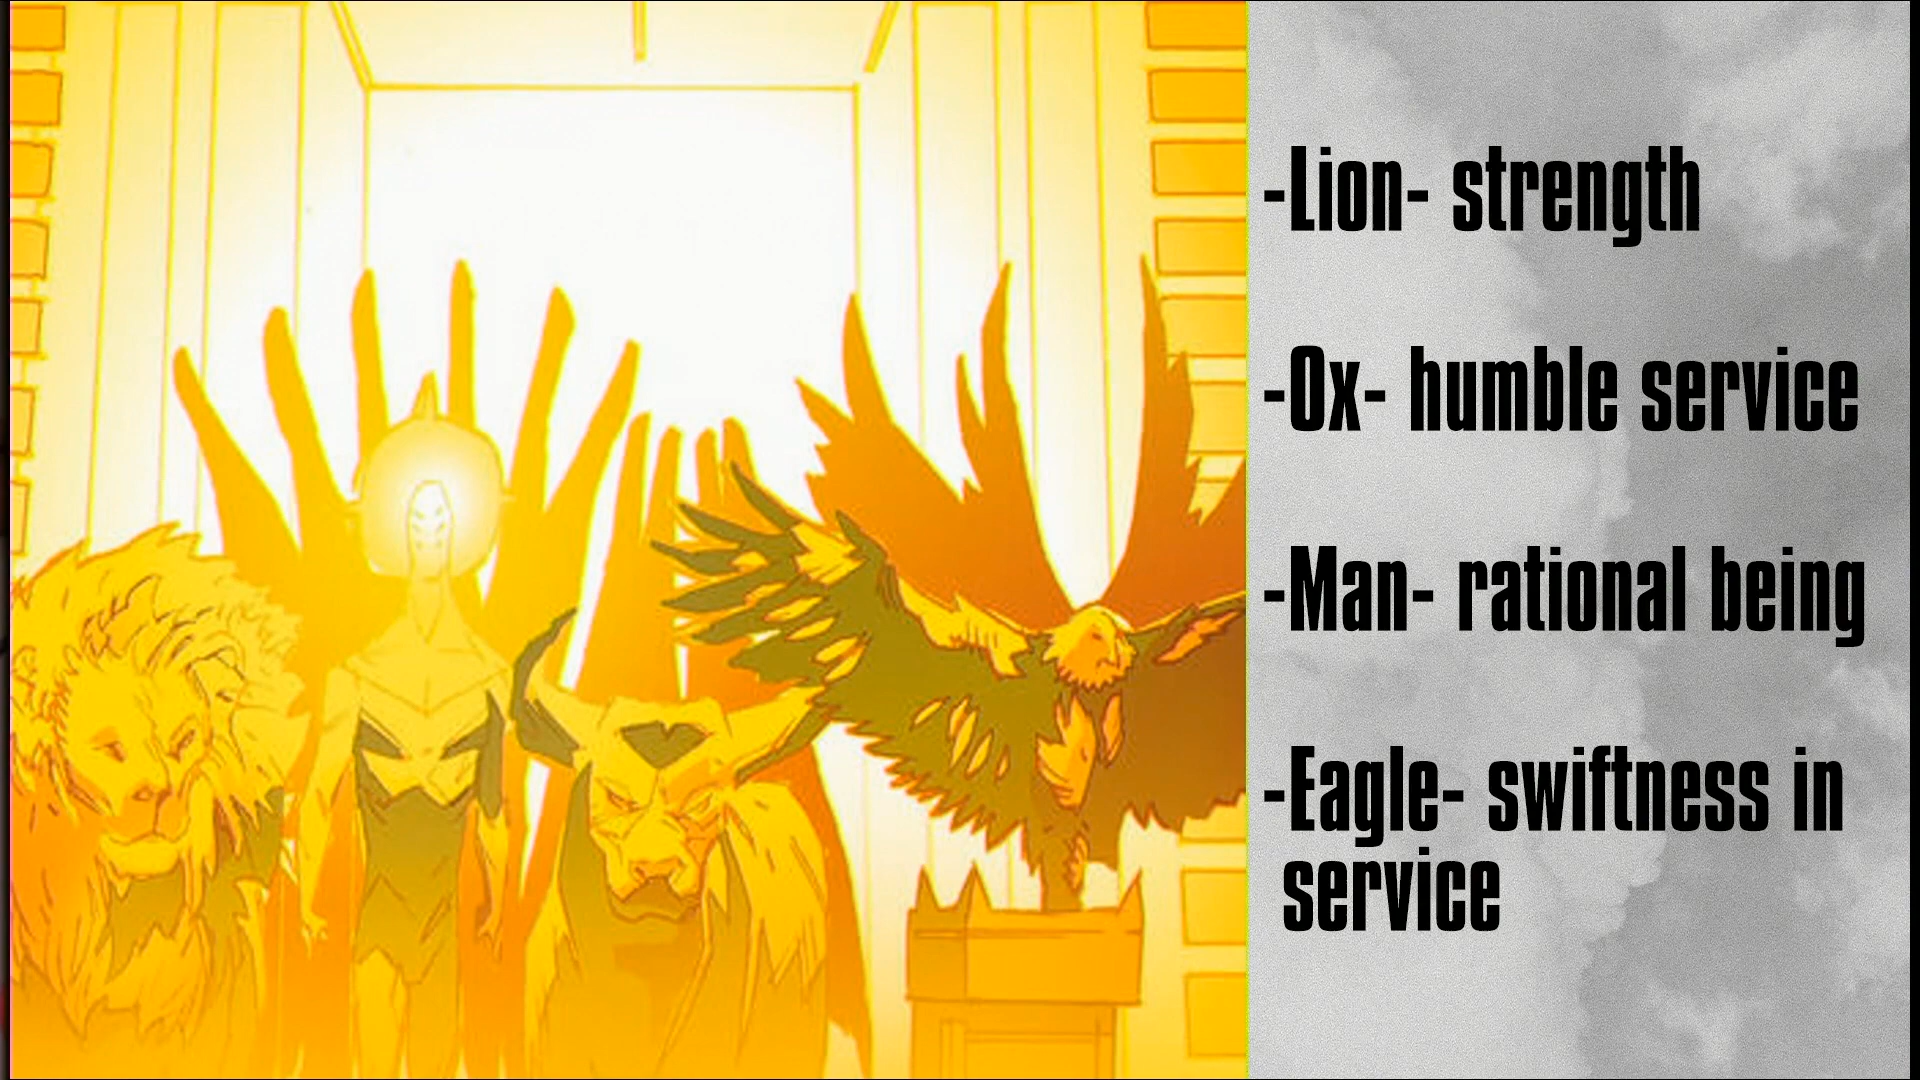 -Lion- strength
-Ox- humble service
-Man- rational being
-Eagle- swiftness in
service